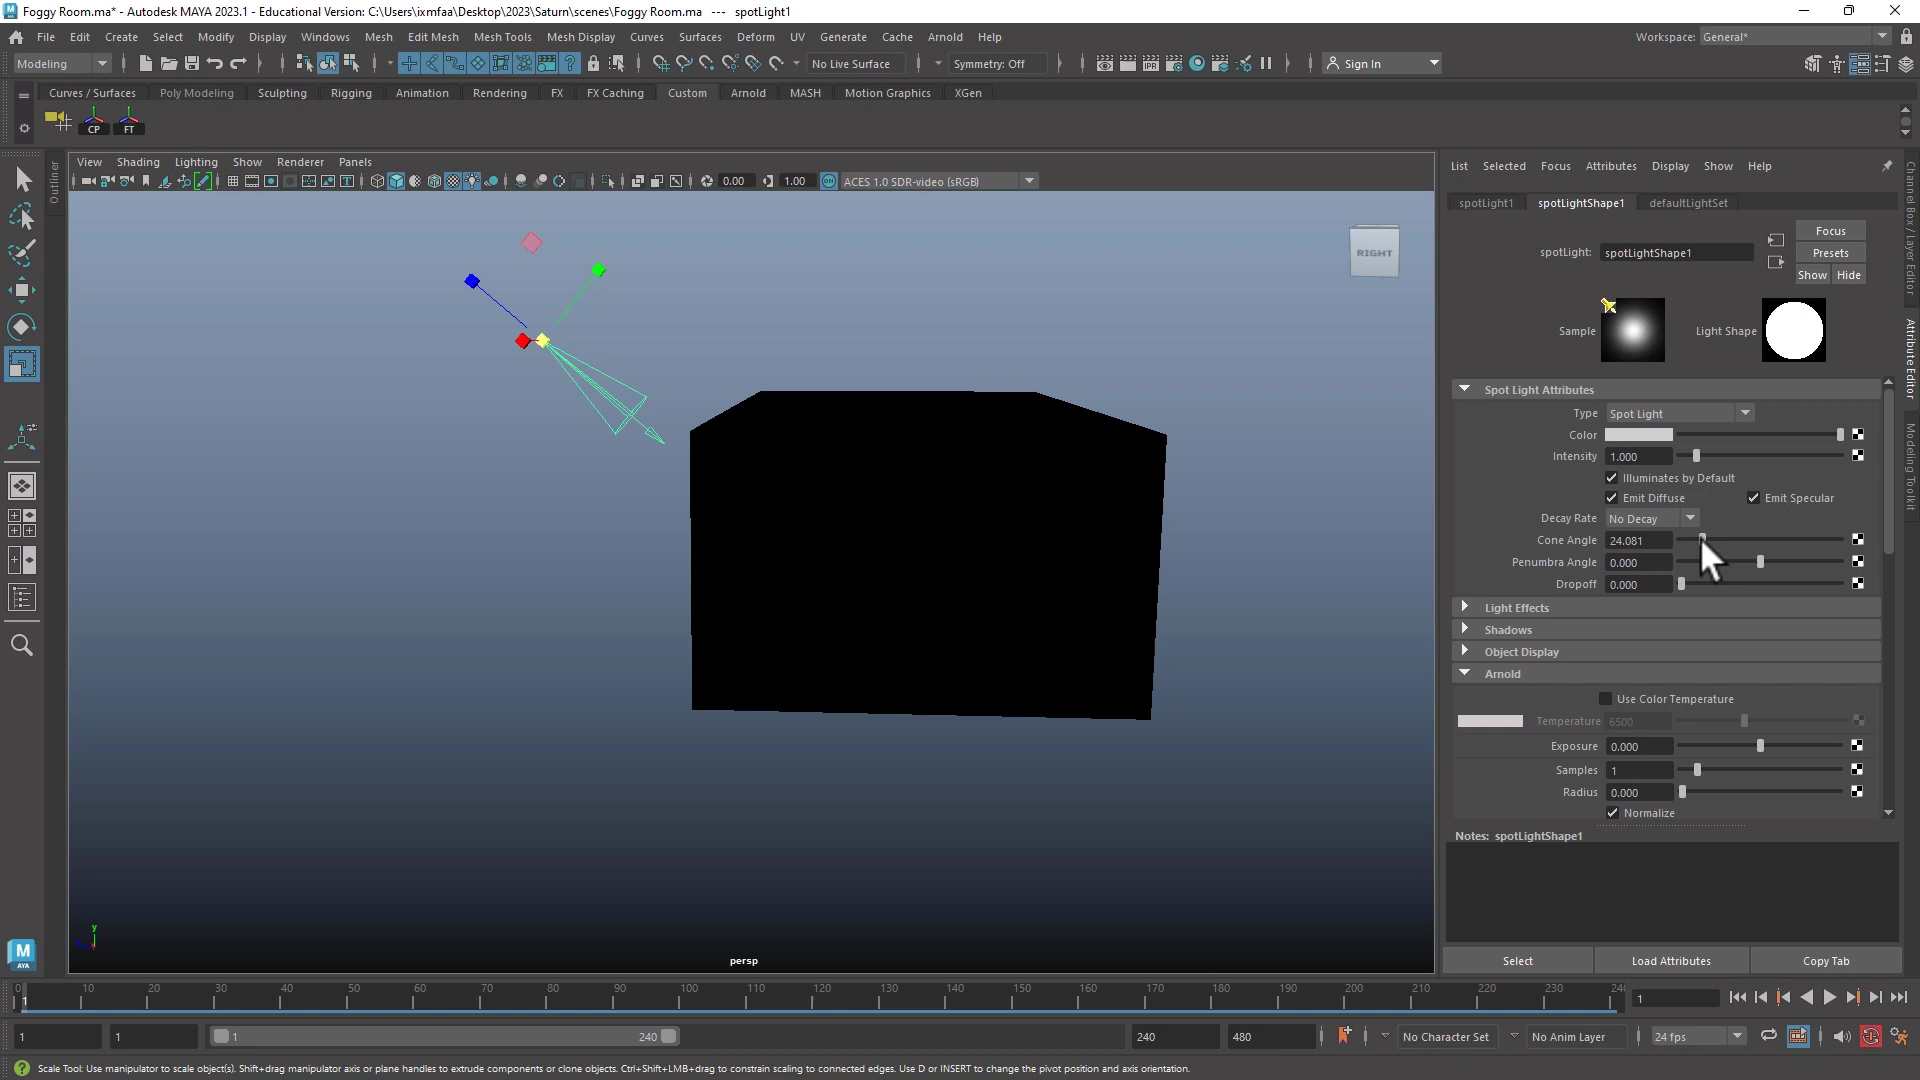 Foggy Room.ma* - Autodesk MAYA 2023.1 - Educational Version: C:\Users\ixmfaa\Desktop\2023\Saturn\scenes\Foggy Room.ma --- spotLight1
File Edit Create Select Modify Display Windows Mesh Edit Mesh Mesh Tools Mesh Display Curves Surfaces Deform UV Generate Cache Arnold Help
Workspace: General*
Modeling No Live Surface Symmetry: Off Sign In
Curves / Surfaces Poly Modeling Sculpting Rigging Animation Rendering FX FX Caching Custom Arnold MASH Motion Graphics XGen
CP FT
Outliner
View Shading Lighting Show Renderer Panels
0.00 1.00 ON ACES 1.0 SDR-video (sRGB)
RIGHT
y
persp
List Selected Focus Attributes Display Show Help
spotLight1 spotLightShape1 defaultLightSet
Focus
spotLight: spotLightShape1 Presets
Show Hide
Sample Light Shape
Spot Light Attributes
Type Spot Light
Color
Intensity 1.000
Illuminates by Default
Emit Diffuse Emit Specular
Decay Rate No Decay
Cone Angle 24.081
Penumbra Angle 0.000
Dropoff 0.000
Light Effects
Shadows
Object Display
Arnold
Use Color Temperature
Temperature 6500
Exposure 0.000
Samples 1
Radius 0.000
Normalize
Notes: spotLightShape1
Select Load Attributes Copy Tab
Channel Box / Layer Editor
Attribute Editor
Modeling Toolkit
M
AYA
0 10 20 30 40 50 60 70 80 90 100 110 120 130 140 150 160 170 180 190 200 210 220 230 24
1 1
1 1 1 240 240 480 No Character Set No Anim Layer 24 fps
Scale Tool: Use manipulator to scale object(s). Shift+drag manipulator axis or plane handles to extrude components or clone objects. Ctrl+Shift+LMB+drag to constrain scaling to connected edges. Use D or INSERT to change the pivot position and axis orientation.